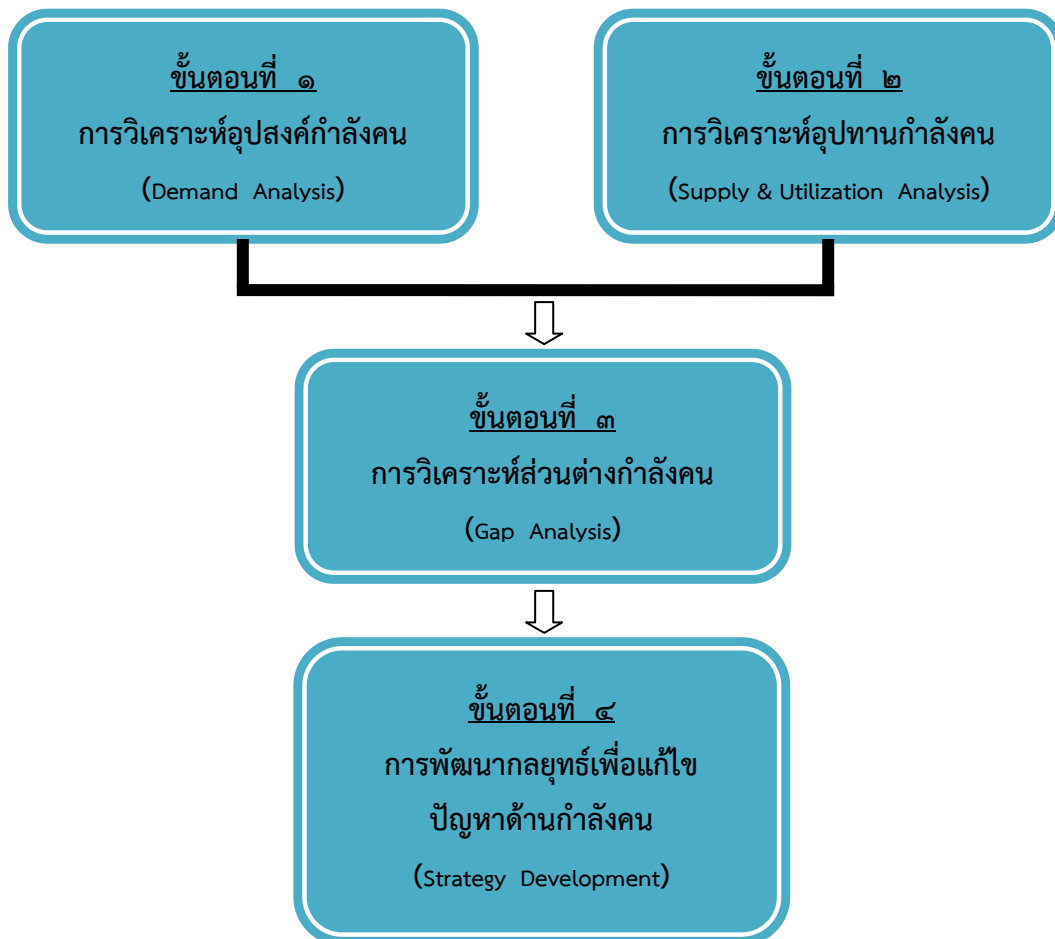 ขั้นตอนที่ ๑
การวิเคราะห์อุปสงค์กำลังคน
(Demand Analysis)
ขั้นตอนที่ ๒
การวิเคราะห์อุปทานกำลังคน
(Supply & Utilization Analysis)
ขั้นตอนที่ ๓
การวิเคราะห์ส่วนต่างกำลังคน
(Gap Analysis)
ขั้นตอนที่ ๔
การพัฒนากลยุทธ์เพื่อแก้ไข
ปัญหาด้านกำลังคน
(Strategy Development)